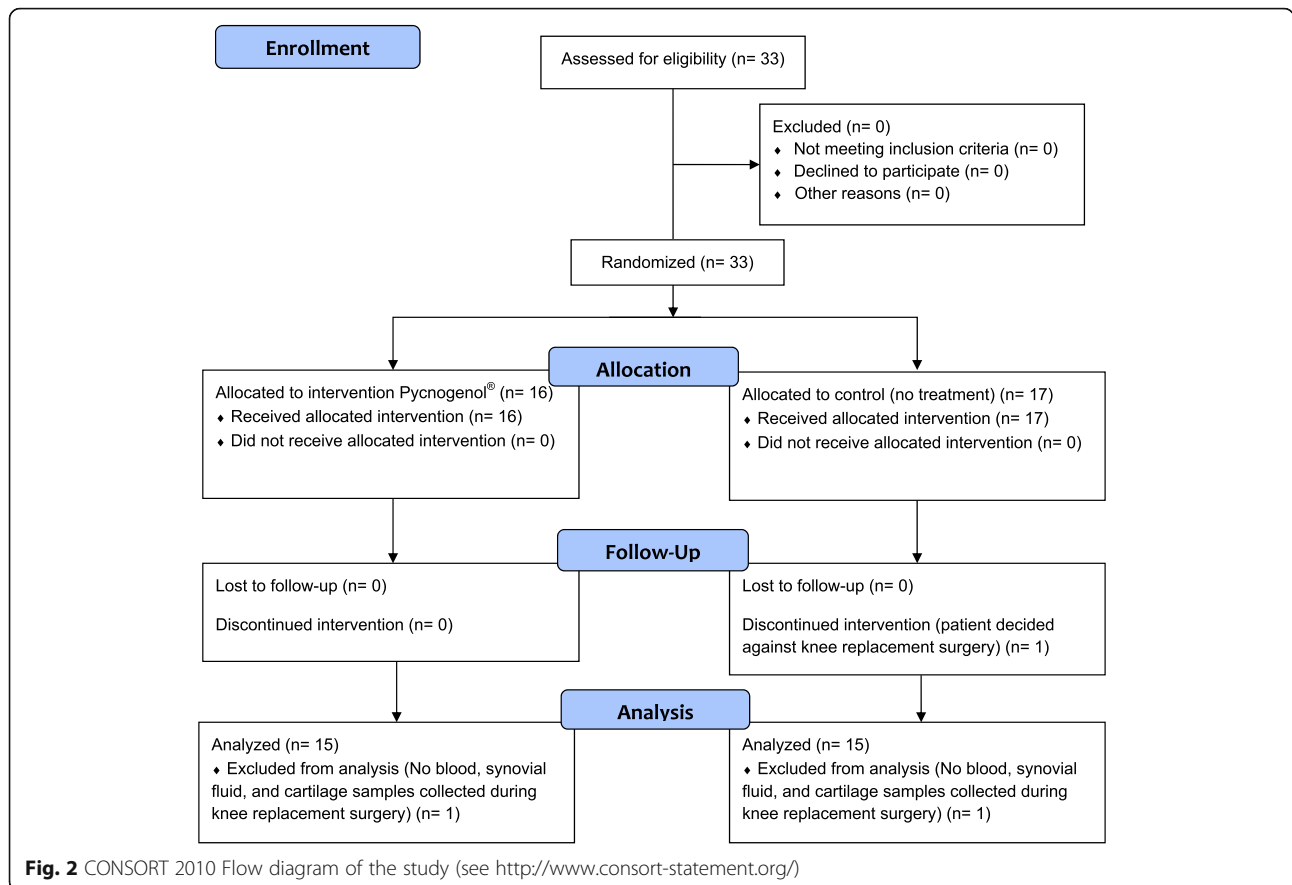 Enrollment
Assessed for eligibility (n= 33)
Excluded (n= 0)
♦ Not meeting inclusion criteria (n= 0)
♦ Declined to participate (n= 0)
♦ Other reasons (n= 0)
Randomized (n= 33)
Allocation
Allocated to intervention Pycnogenol® (n= 16)
♦ Received allocated intervention (n= 16)
♦ Did not receive allocated intervention (n= 0)
Allocated to control (no treatment) (n= 17)
♦ Received allocated intervention (n= 17)
♦ Did not receive allocated intervention (n= 0)
Follow-Up
Lost to follow-up (n= 0)
Discontinued intervention (n= 0)
Lost to follow-up (n= 0)
Discontinued intervention (patient decided
against knee replacement surgery) (n= 1)
Analysis
Analyzed (n= 15)
♦ Excluded from analysis (No blood, synovial
fluid, and cartilage samples collected during
knee replacement surgery) (n= 1)
Analyzed (n= 15)
♦ Excluded from analysis (No blood, synovial
fluid, and cartilage samples collected during
knee replacement surgery) (n= 1)
Fig. 2 CONSORT 2010 Flow diagram of the study (see http://www.consort-statement.org/)